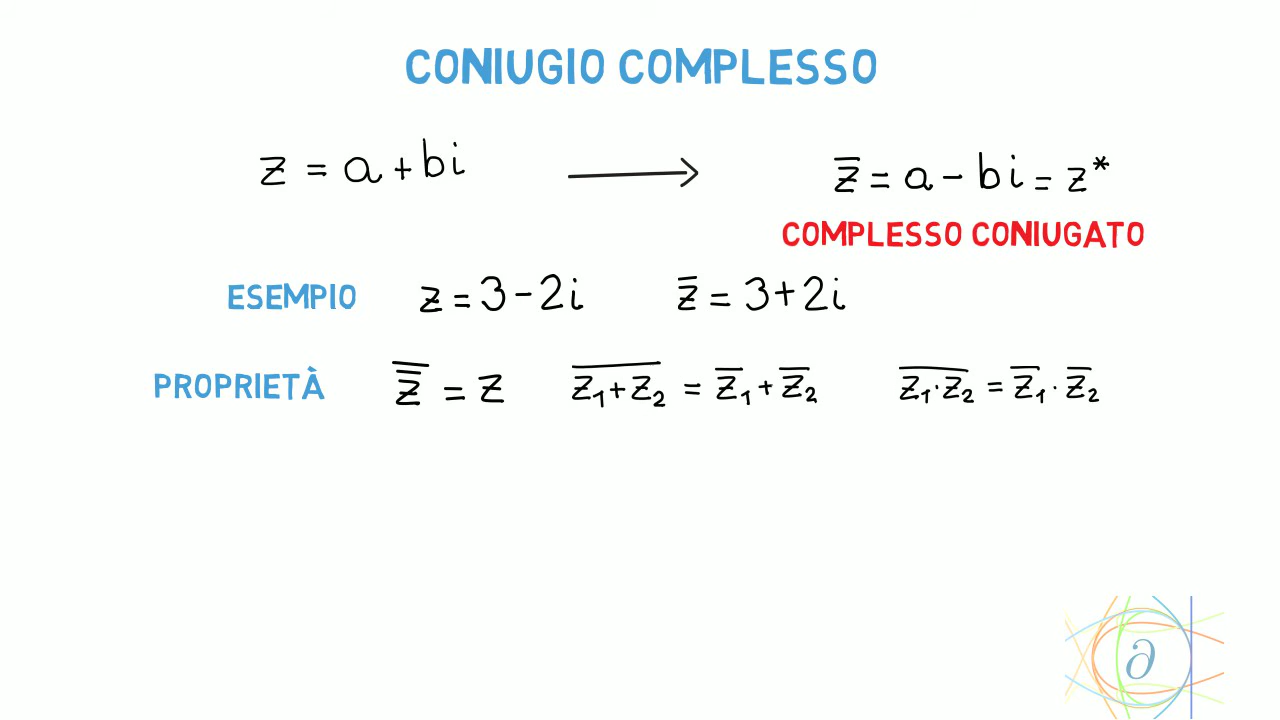 CONIUGIO COMPLESSO
z = a + bi → z̅ = a - bi = z*
COMPLESSO CONIUGATO
ESEMPIO z = 3 - 2i z̅ = 3 + 2i
PROPRIETÀ z̿ = z z₁ + z₂̅ = z̅₁ + z̅₂ z₁ · z₂̅ = z̅₁ · z̅₂
∂